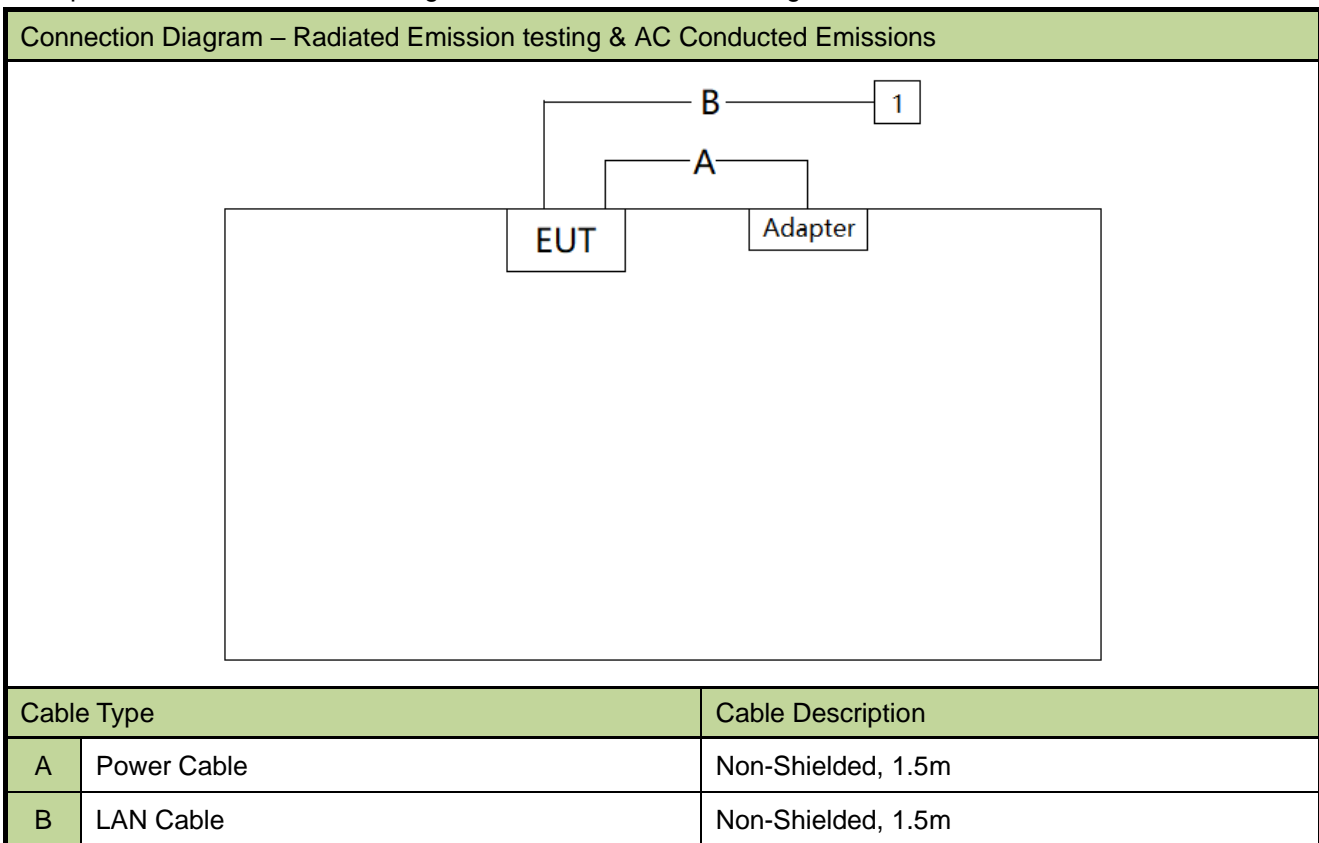 Connection Diagram – Radiated Emission testing & AC Conducted Emissions
B
1
A
EUT
Adapter
Cable Type Cable Description
A Power Cable Non-Shielded, 1.5m
B LAN Cable Non-Shielded, 1.5m